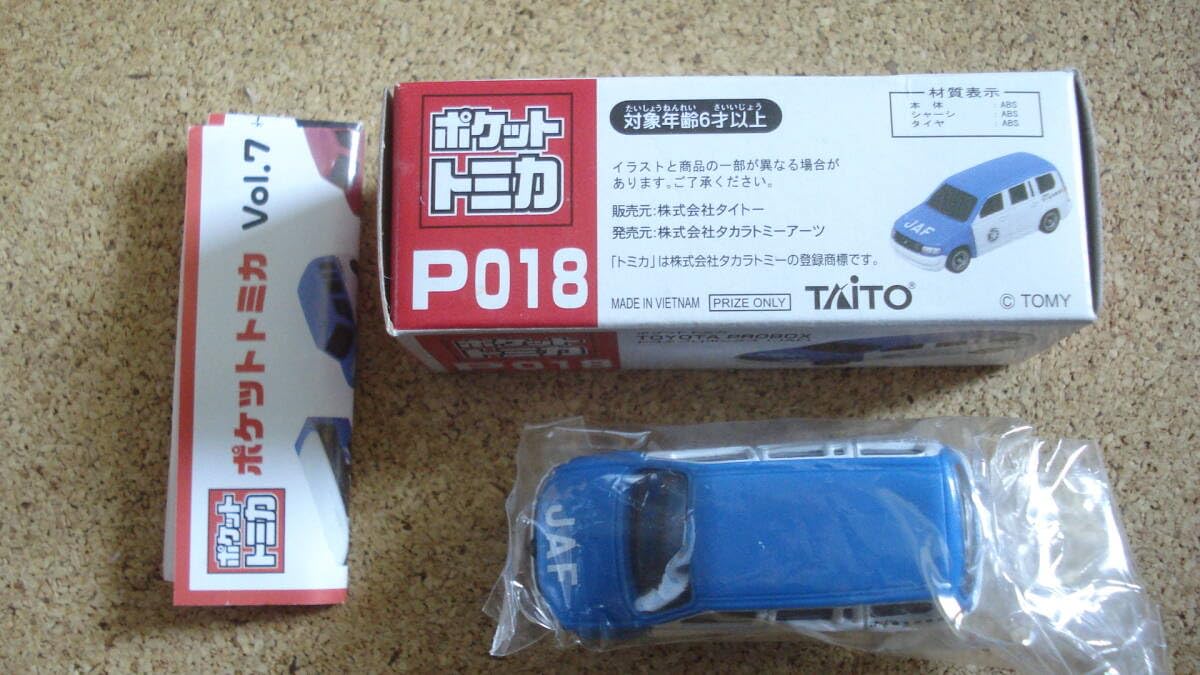 ポケットトミカ Vol.7
ポケット
トミカ
ポケット
トミカ
P018
たいしょうねんれい さいいじょう
対象年齢6才以上
イラストと商品の一部が異なる場合が
あります。ご了承ください。
販売元:株式会社タイトー
発売元:株式会社タカラトミーアーツ
「トミカ」は株式会社タカラトミーの登録商標です。
MADE IN VIETNAM PRIZE ONLY TAITO® © TOMY
材質表示
本体 :ABS
シャーシ :ABS
タイヤ :ABS
JAF
トミカ
P018
TOYOTA PROBOX
JAF